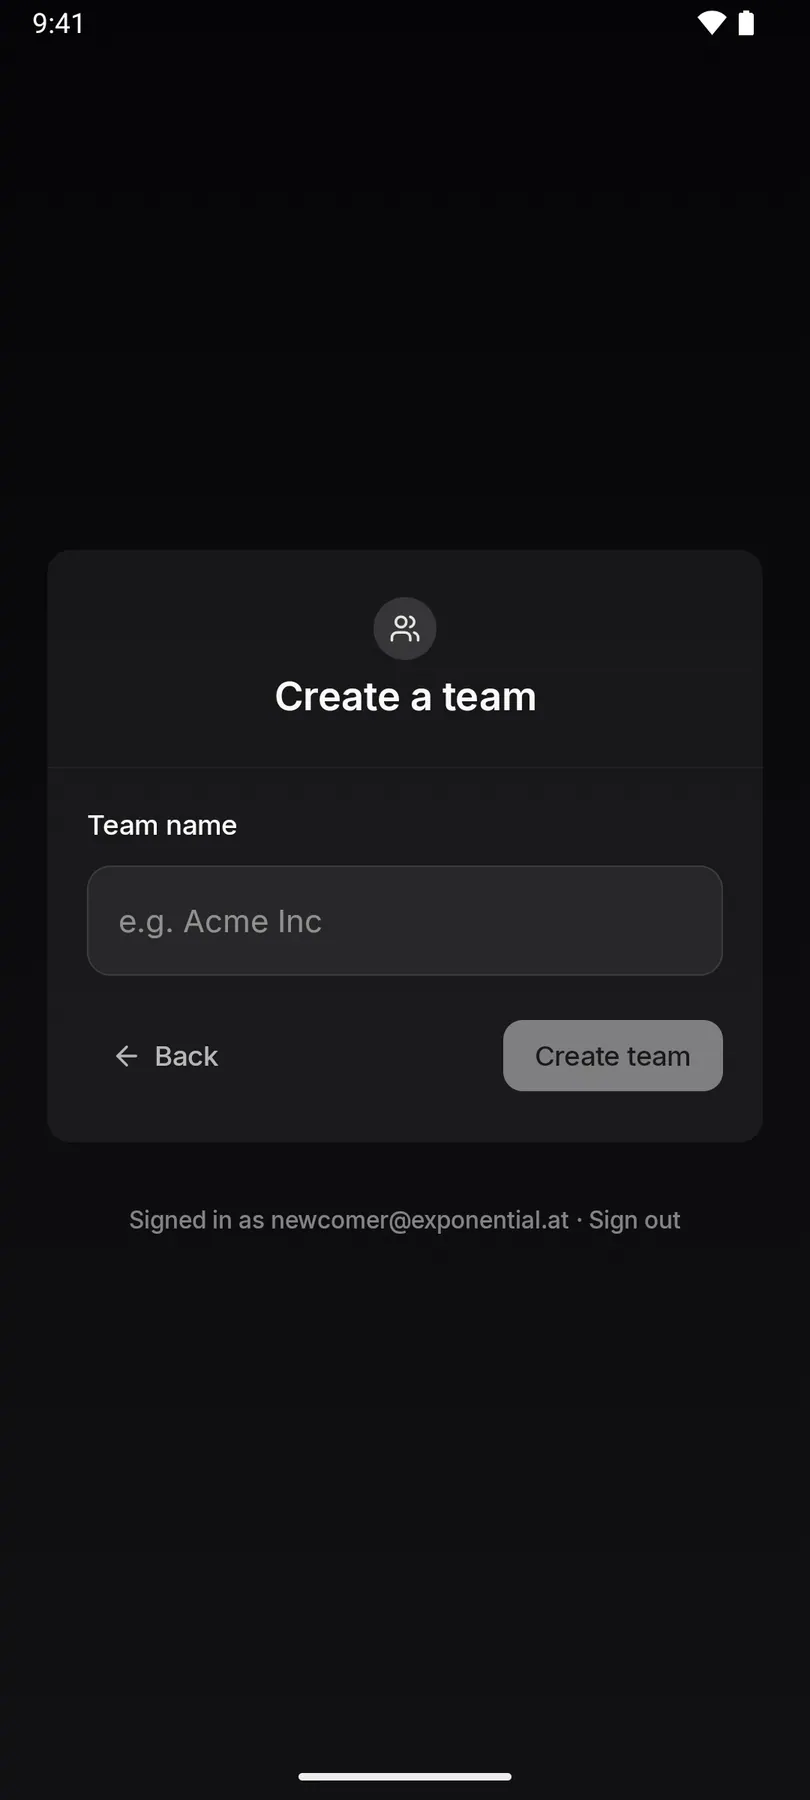 9:41
Create a team
Team name
e.g. Acme Inc
Back
Create team
Signed in as newcomer@exponential.at · Sign out